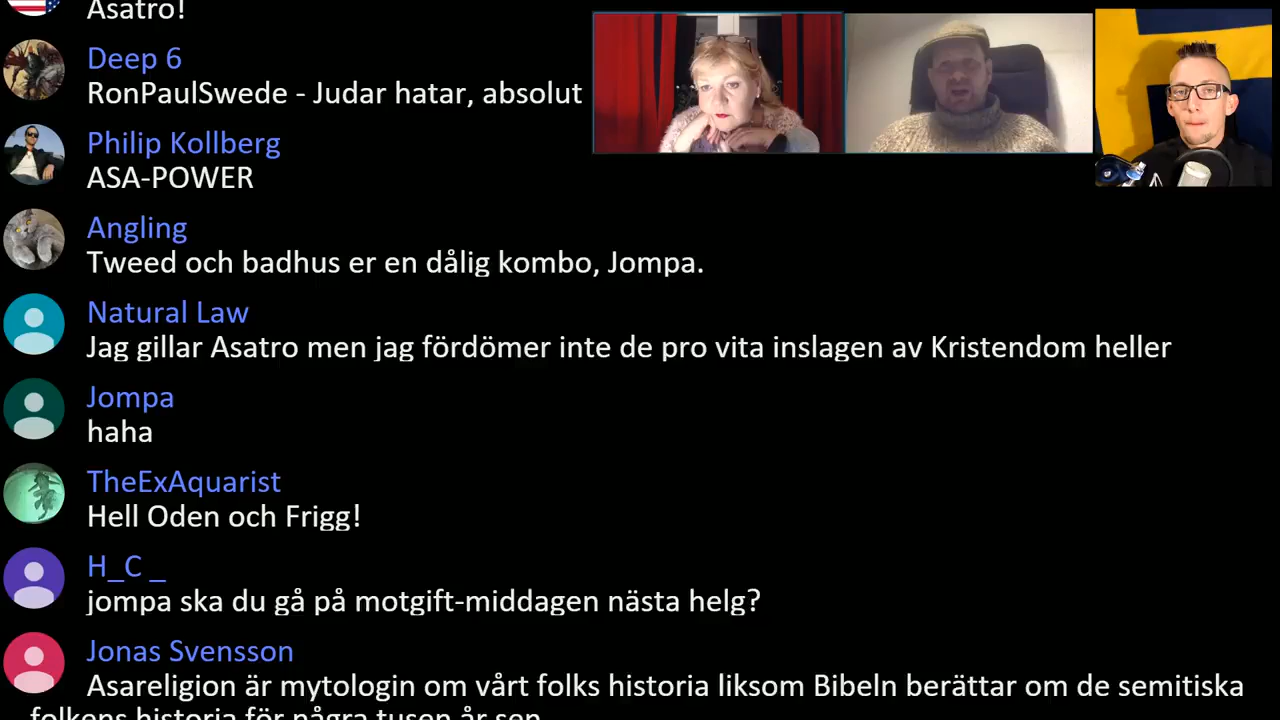 Asatro!
Deep 6
RonPaulSwede - Judar hatar, absolut
Philip Kollberg
ASA-POWER
Angling
Tweed och badhus er en dålig kombo, Jompa.
Natural Law
Jag gillar Asatro men jag fördömer inte de pro vita inslagen av Kristendom heller
Jompa
haha
TheExAquarist
Hell Oden och Frigg!
H_C _
jompa ska du gå på motgift-middagen nästa helg?
Jonas Svensson
Asareligion är mytologin om vårt folks historia liksom Bibeln berättar om de semitiska
folkens historia för några tusen år sen